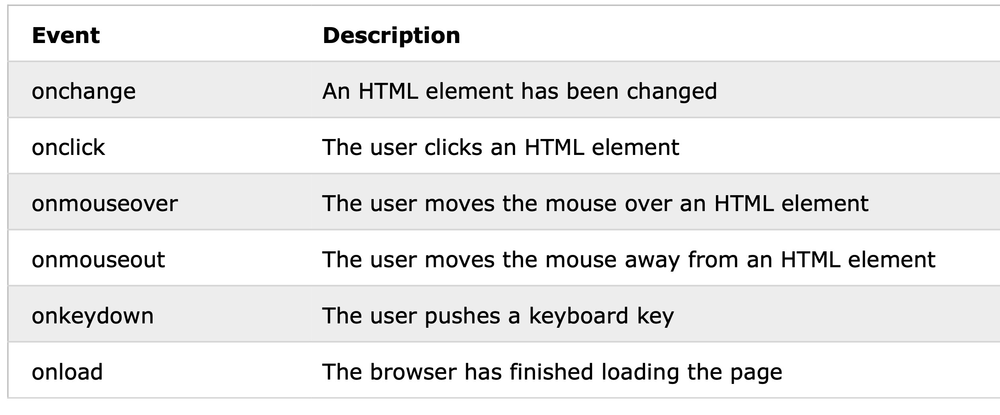 Event Description
onchange An HTML element has been changed
onclick The user clicks an HTML element
onmouseover The user moves the mouse over an HTML element
onmouseout The user moves the mouse away from an HTML element
onkeydown The user pushes a keyboard key
onload The browser has finished loading the page